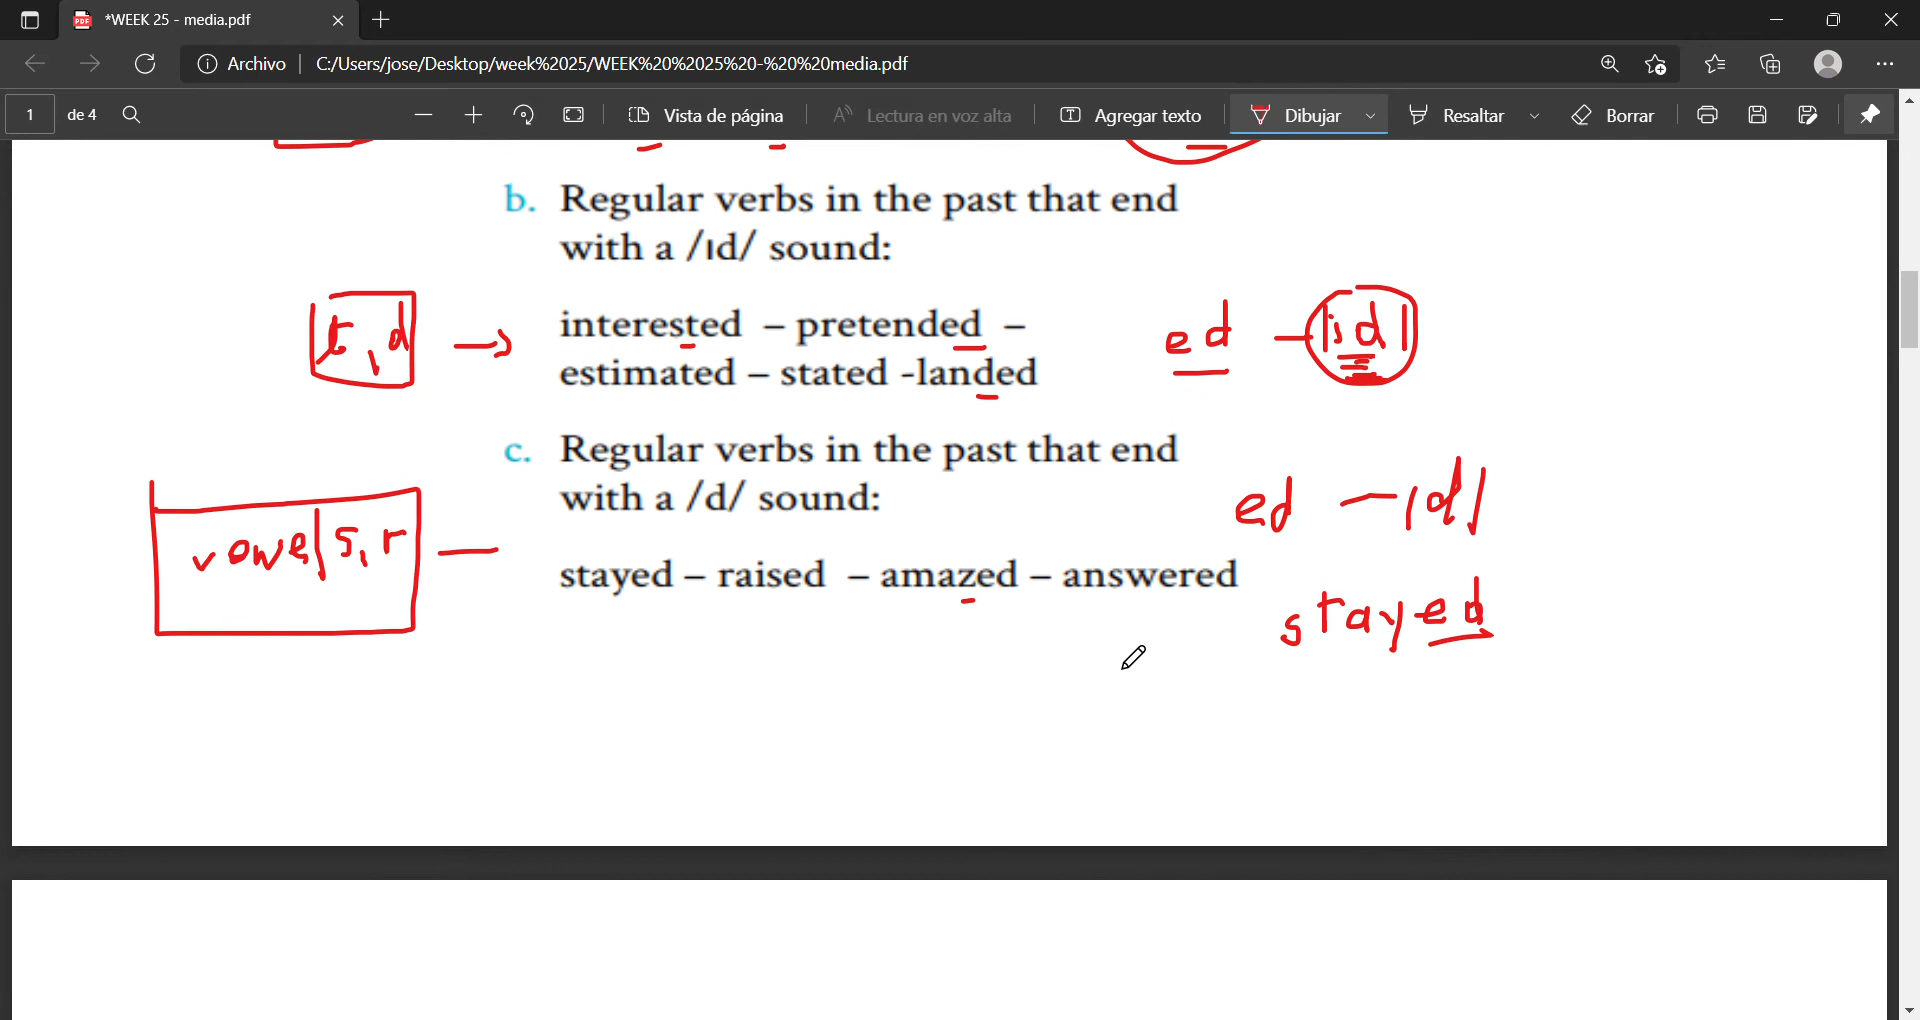 *WEEK 25 - media.pdf
Archivo
C:/Users/jose/Desktop/week%2025/WEEK%20%2025%20-%20%20media.pdf
1
de 4
Vista de página
Lectura en voz alta
Agregar texto
Dibujar
Resaltar
Borrar
b. Regular verbs in the past that end
with a /ɪd/ sound:
t, d
interested – pretended –
estimated – stated -landed
ed – |id|
c. Regular verbs in the past that end
with a /d/ sound:
ed – /d/
vowels, r
stayed – raised – amazed – answered
stayed